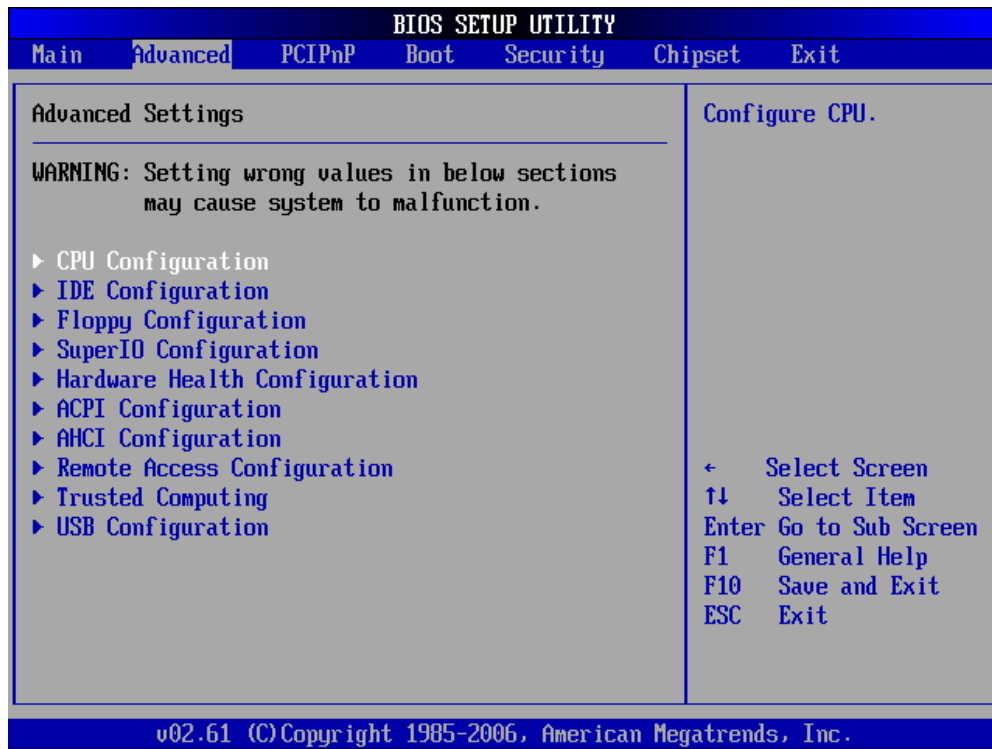 BIOS SETUP UTILITY
Main Advanced PCIPnP Boot Security Chipset Exit
Advanced Settings
WARNING: Setting wrong values in below sections
may cause system to malfunction.
▶ CPU Configuration
▶ IDE Configuration
▶ Floppy Configuration
▶ SuperIO Configuration
▶ Hardware Health Configuration
▶ ACPI Configuration
▶ AHCI Configuration
▶ Remote Access Configuration
▶ Trusted Computing
▶ USB Configuration
Configure CPU.
← Select Screen
↑↓ Select Item
Enter Go to Sub Screen
F1 General Help
F10 Save and Exit
ESC Exit
v02.61 (C)Copyright 1985-2006, American Megatrends, Inc.